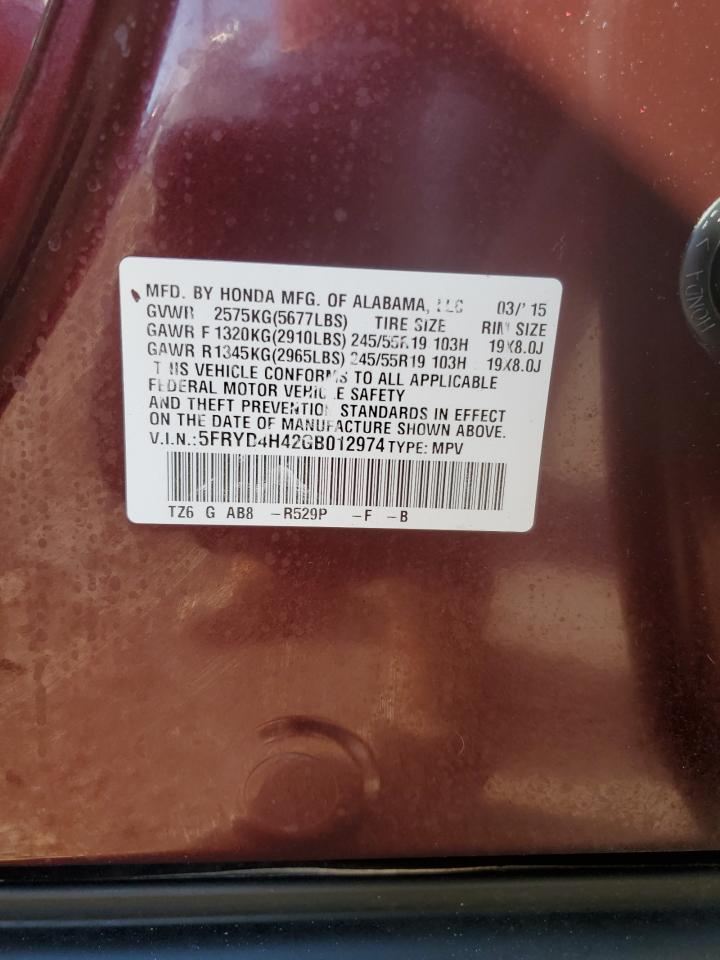 MFD. BY HONDA MFG. OF ALABAMA, LLC 03/'15
GVWR 2575KG(5677LBS) TIRE SIZE RIM SIZE
GAWR F 1320KG(2910LBS) 245/55R19 103H 19X8.0J
GAWR R1345KG(2965LBS) 245/55R19 103H 19X8.0J
THIS VEHICLE CONFORMS TO ALL APPLICABLE
FEDERAL MOTOR VEHICLE SAFETY
AND THEFT PREVENTION STANDARDS IN EFFECT
ON THE DATE OF MANUFACTURE SHOWN ABOVE.
V.I.N.:5FRYD4H42GB012974 TYPE: MPV
TZ6 G AB8 -R529P -F -B
HONDA